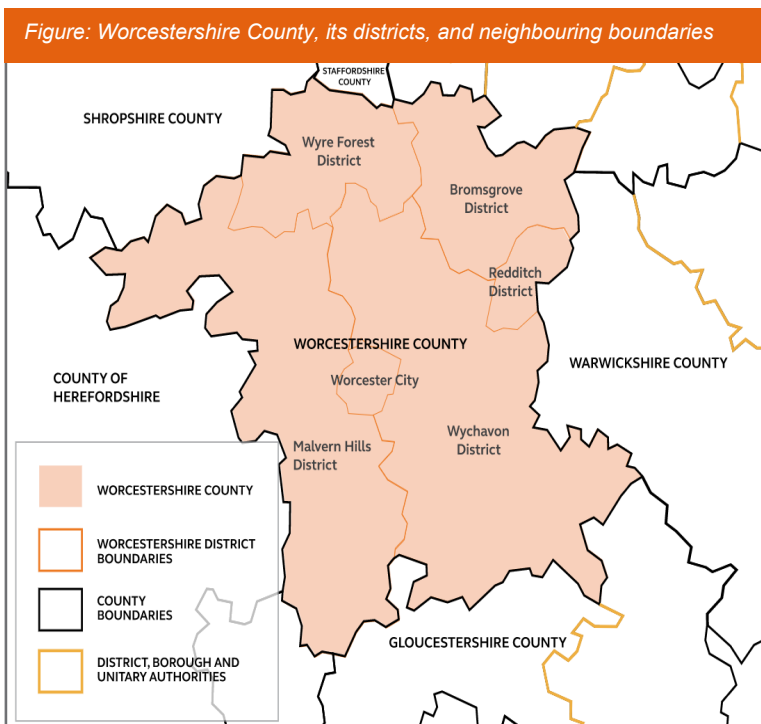 Figure: Worcestershire County, its districts, and neighbouring boundaries
STAFFORDSHIRE
COUNTY
SHROPSHIRE COUNTY
Wyre Forest
District
Bromsgrove
District
Redditch
District
WORCESTERSHIRE COUNTY
WARWICKSHIRE COUNTY
COUNTY OF
HEREFORDSHIRE
Worcester City
Wychavon
District
Malvern Hills
District
WORCESTERSHIRE COUNTY
WORCESTERSHIRE DISTRICT
BOUNDARIES
COUNTY
BOUNDARIES
DISTRICT, BOROUGH AND
UNITARY AUTHORITIES
GLOUCESTERSHIRE COUNTY